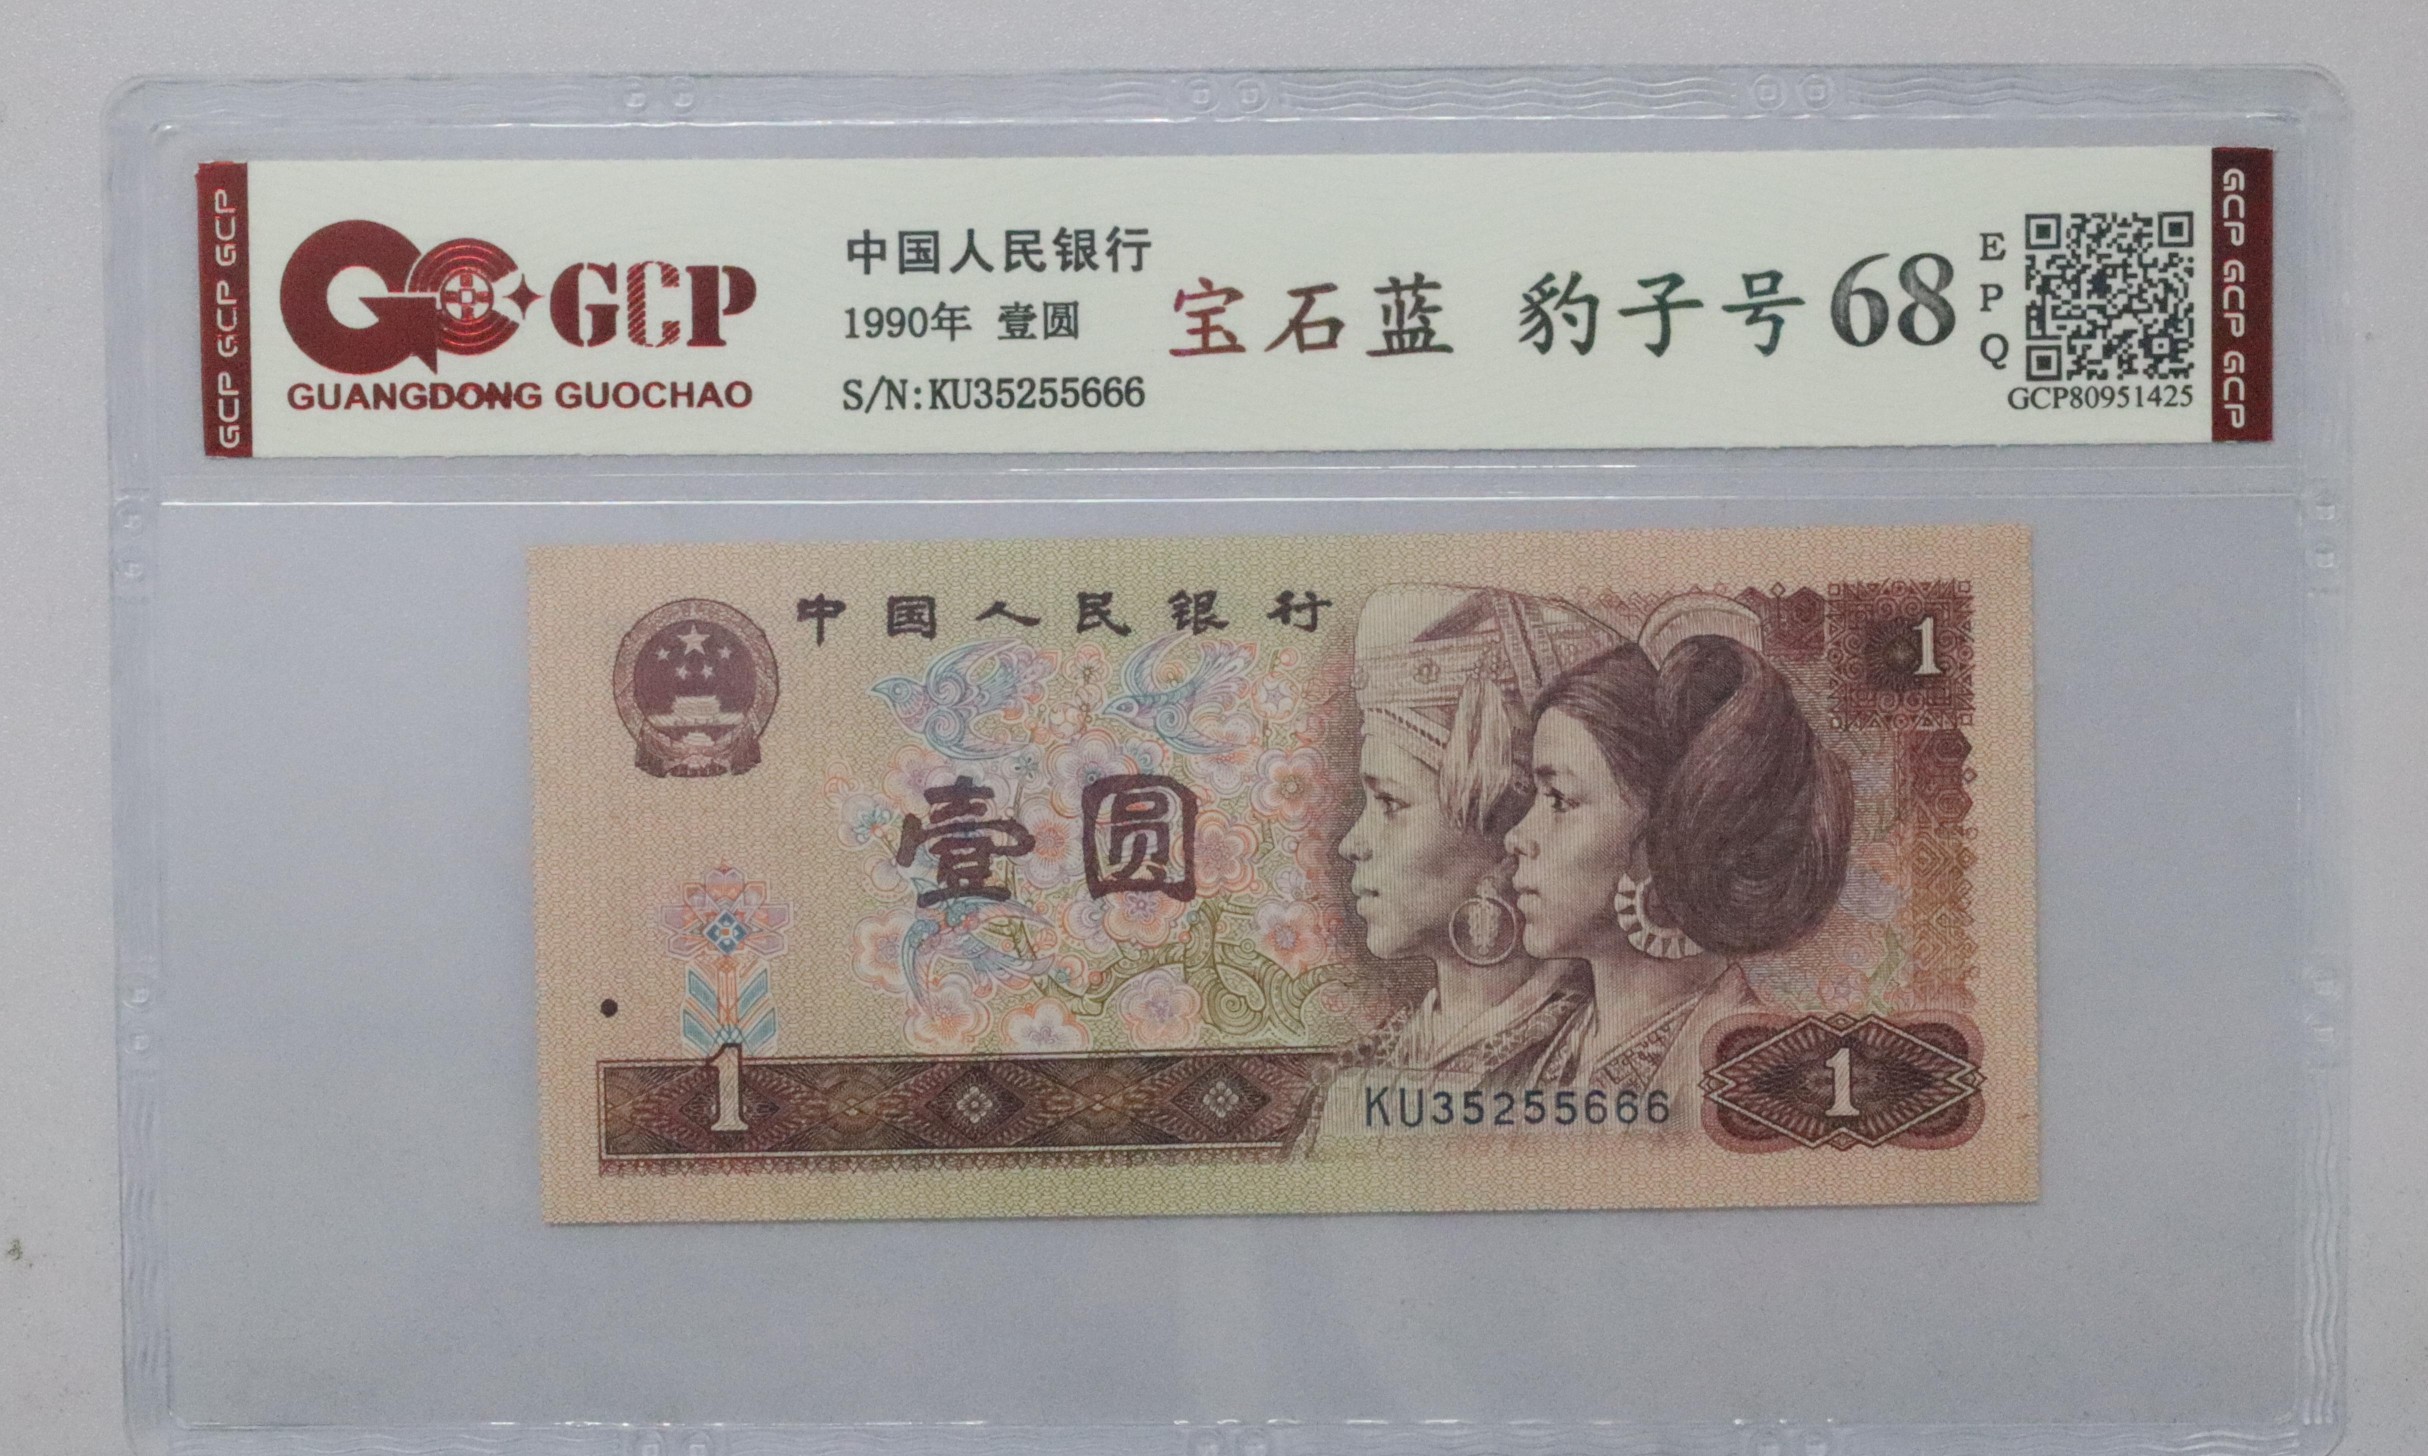 GCP GCP GCP
GCP
GUANGDONG GUOCHAO
中国人民银行
1990年 壹圆
S/N:KU35255666
宝石蓝 豹子号 68
EPQ
GCP80951425
GCP GCP GCP
中国人民银行
1
壹圆
1
KU35255666
1